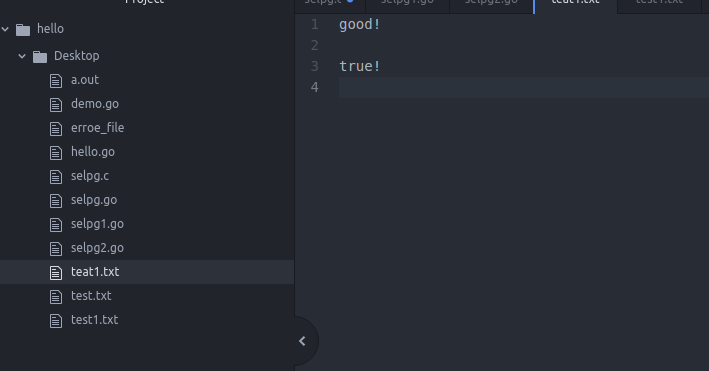 Project
hello
Desktop
a.out
demo.go
erroe_file
hello.go
selpg.c
selpg.go
selpg1.go
selpg2.go
teat1.txt
test.txt
test1.txt
selpg.c selpg1.go selpg2.go teat1.txt test1.txt
1 good!
2
3 true!
4